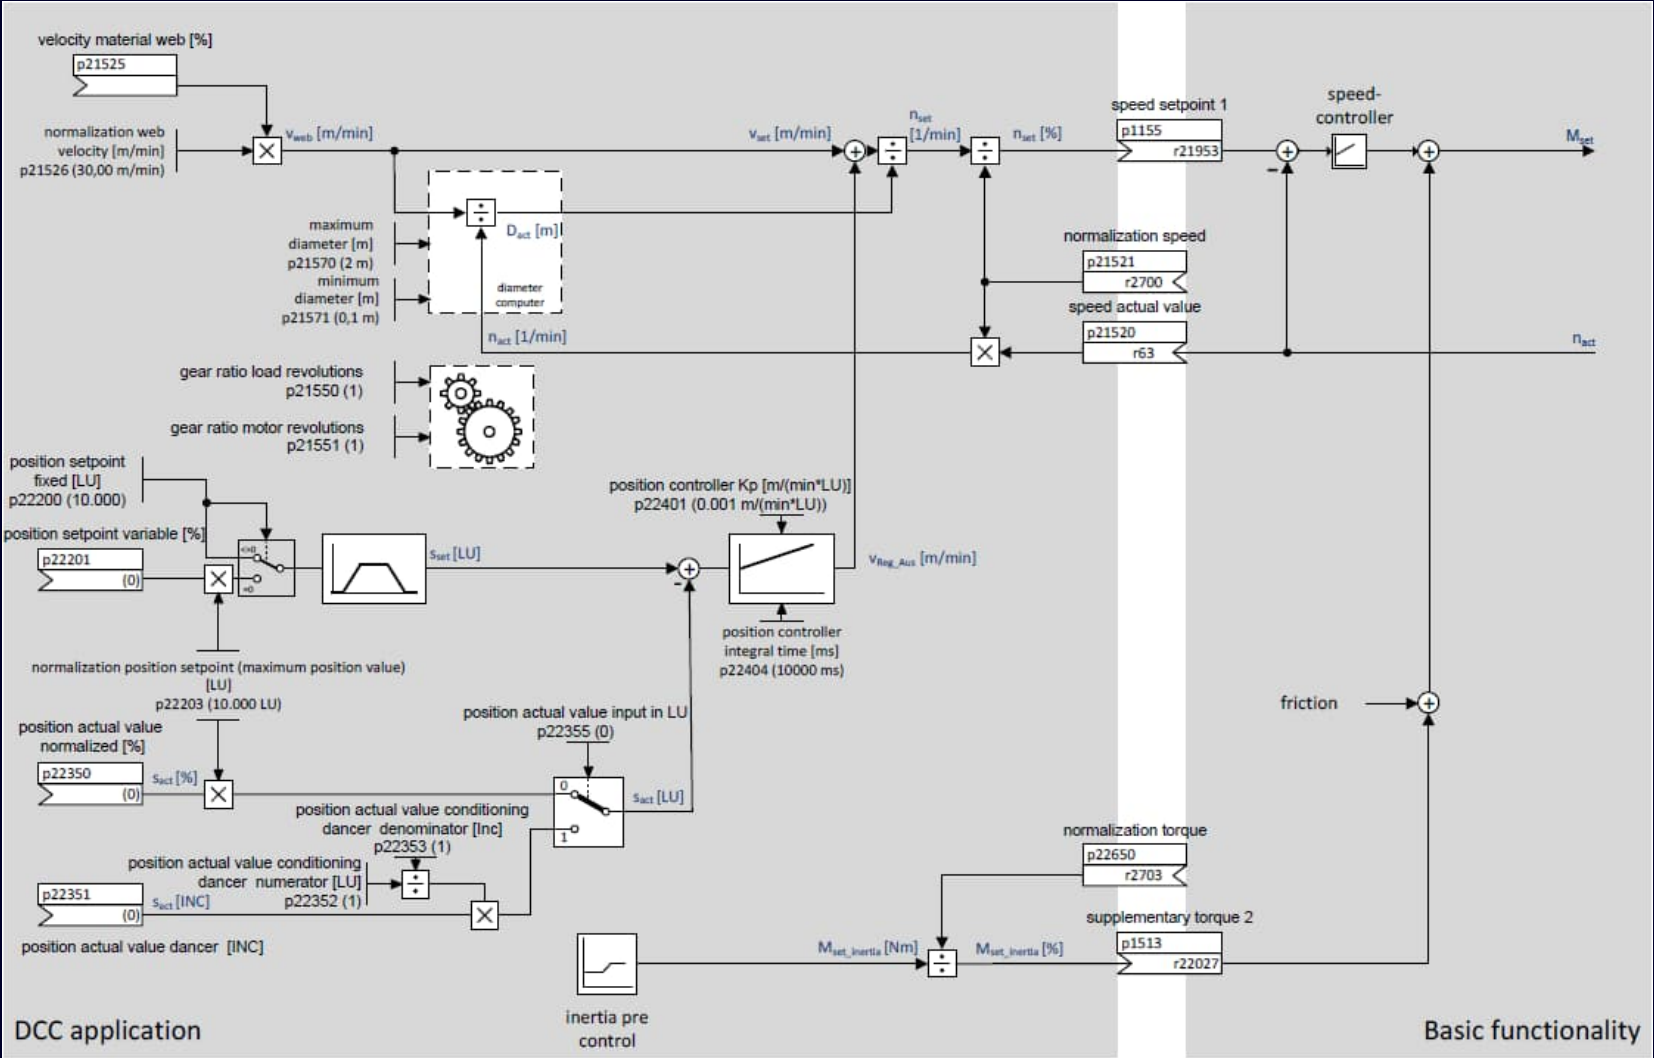 velocity material web [%]
p21525
normalization web
velocity [m/min]
p21526 (30,00 m/min)
vweb [m/min]
vset [m/min]
nset
[1/min]
nset [%]
speed setpoint 1
p1155
r21953
speed-
controller
Mset
maximum
diameter [m]
p21570 (2 m)
minimum
diameter [m]
p21571 (0,1 m)
Dact [m]
diameter
computer
nact [1/min]
normalization speed
p21521
r2700
speed actual value
p21520
r63
nact
gear ratio load revolutions
p21550 (1)
gear ratio motor revolutions
p21551 (1)
position setpoint
fixed [LU]
p22200 (10.000)
position setpoint variable [%]
p22201
(0)
<>0
=0
sset [LU]
position controller Kp [m/(min*LU)]
p22401 (0.001 m/(min*LU))
vReg_Aus [m/min]
position controller
integral time [ms]
p22404 (10000 ms)
normalization position setpoint (maximum position value)
[LU]
p22203 (10.000 LU)
position actual value
normalized [%]
p22350
(0)
sact [%]
position actual value input in LU
p22355 (0)
0
1
sact [LU]
position actual value conditioning
dancer denominator [Inc]
p22353 (1)
position actual value conditioning
dancer numerator [LU]
p22352 (1)
p22351
(0)
sact [INC]
position actual value dancer [INC]
friction
normalization torque
p22650
r2703
supplementary torque 2
p1513
r22027
Mset_inertia [Nm]
Mset_inertia [%]
inertia pre
control
DCC application
Basic functionality